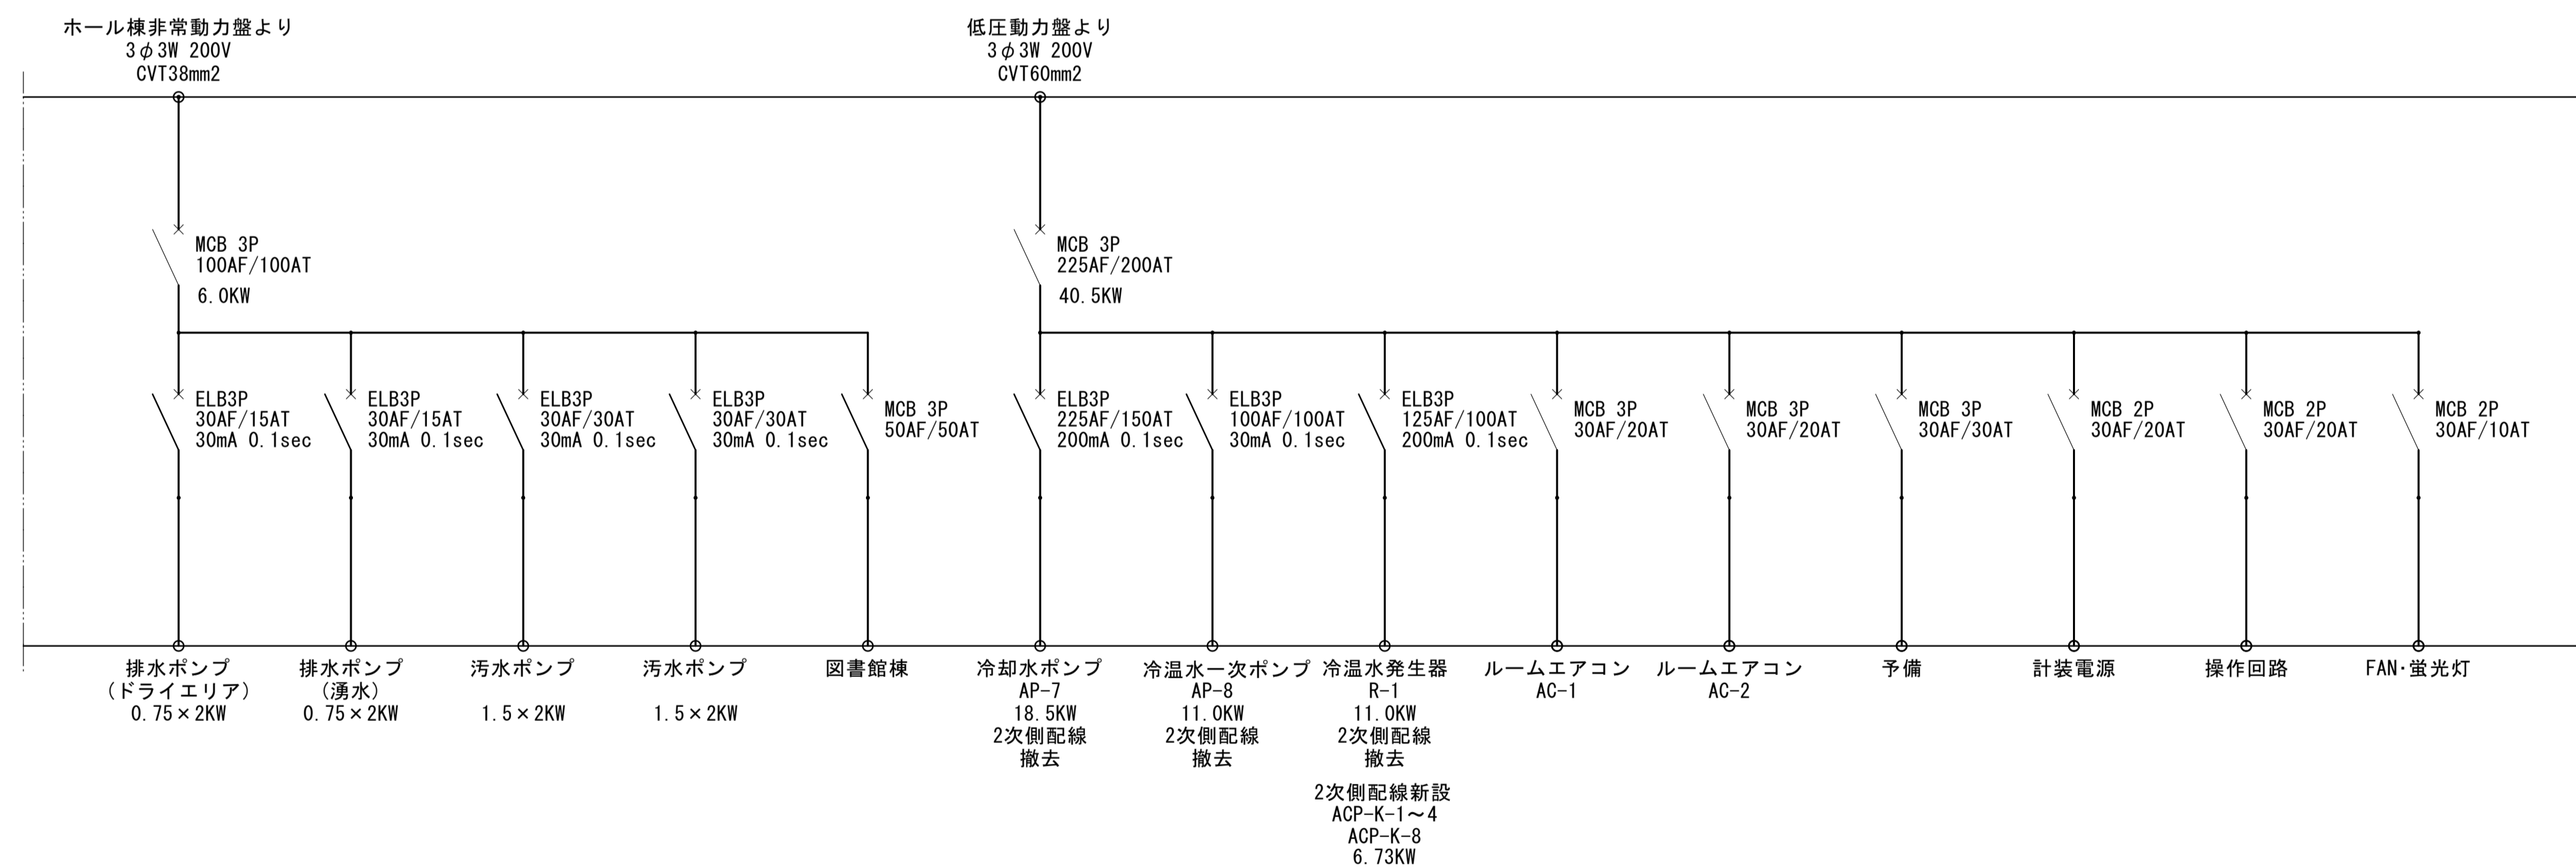 ホール棟非常動力盤より
3φ3W 200V
CVT38mm2
低圧動力盤より
3φ3W 200V
CVT60mm2
MCB 3P
100AF/100AT
6.0KW
MCB 3P
225AF/200AT
40.5KW
ELB3P
30AF/15AT
30mA 0.1sec
ELB3P
30AF/15AT
30mA 0.1sec
ELB3P
30AF/30AT
30mA 0.1sec
ELB3P
30AF/30AT
30mA 0.1sec
MCB 3P
50AF/50AT
ELB3P
225AF/150AT
200mA 0.1sec
ELB3P
100AF/100AT
30mA 0.1sec
ELB3P
125AF/100AT
200mA 0.1sec
MCB 3P
30AF/20AT
MCB 3P
30AF/20AT
MCB 3P
30AF/30AT
MCB 2P
30AF/20AT
MCB 2P
30AF/20AT
MCB 2P
30AF/10AT
排水ポンプ
(ドライエリア)
0.75×2KW
排水ポンプ
(湧水)
0.75×2KW
汚水ポンプ
1.5×2KW
汚水ポンプ
1.5×2KW
図書館棟
冷却水ポンプ
AP-7
18.5KW
2次側配線
撤去
冷温水一次ポンプ
AP-8
11.0KW
2次側配線
撤去
冷温水発生器
R-1
11.0KW
2次側配線
撤去
2次側配線新設
ACP-K-1～4
ACP-K-8
6.73KW
ルームエアコン
AC-1
ルームエアコン
AC-2
予備
計装電源
操作回路
FAN･蛍光灯